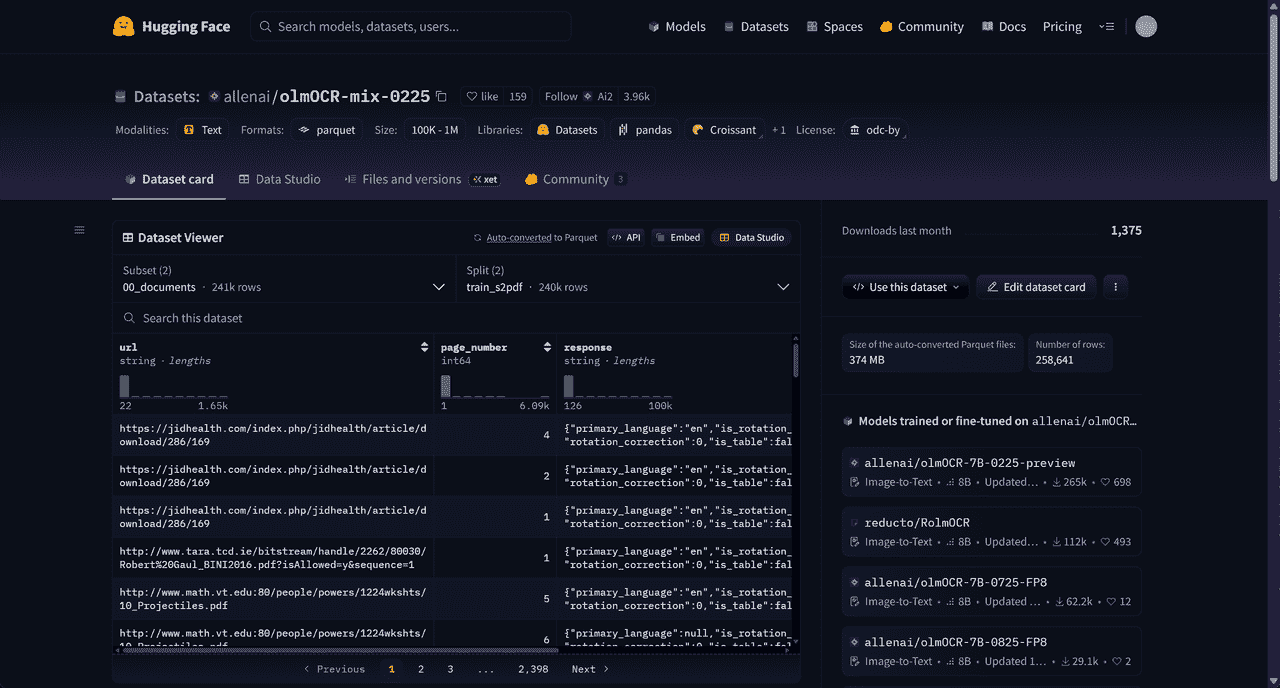 Hugging Face
Search models, datasets, users...
Models
Datasets
Spaces
Community
Docs
Pricing
Datasets: allenai/olmOCR-mix-0225
like 159
Follow Ai2 3.96k
Modalities: Text
Formats: parquet
Size: 100K - 1M
Libraries: Datasets pandas Croissant + 1
License: odc-by
Dataset card
Data Studio
Files and versions xet
Community 3
Dataset Viewer
Auto-converted to Parquet
API
Embed
Data Studio
Subset (2)
00_documents · 241k rows
Split (2)
train_s2pdf · 240k rows
Search this dataset
url
string · lengths
22 1.65k
page_number
int64
1 6.09k
response
string · lengths
126 100k
https://jidhealth.com/index.php/jidhealth/article/d
ownload/286/169
4
{"primary_language":"en","is_rotation_
"rotation_correction":0,"is_table":fal
https://jidhealth.com/index.php/jidhealth/article/d
ownload/286/169
2
{"primary_language":"en","is_rotation_
"rotation_correction":0,"is_table":fal
https://jidhealth.com/index.php/jidhealth/article/d
ownload/286/169
1
{"primary_language":"en","is_rotation_
"rotation_correction":0,"is_table":fal
http://www.tara.tcd.ie/bitstream/handle/2262/80030/
Robert%20Gaul_BINI2016.pdf?isAllowed=y&sequence=1
1
{"primary_language":"en","is_rotation_
"rotation_correction":0,"is_table":fal
http://www.math.vt.edu:80/people/powers/1224wkshts/
10_Projectiles.pdf
5
{"primary_language":"en","is_rotation_
"rotation_correction":0,"is_table":fal
http://www.math.vt.edu:80/people/powers/1224wkshts/
10_Projectiles.pdf
6
{"primary_language":null,"is_rotation_
"rotation_correction":0,"is_table":fal
Previous 1 2 3 ... 2,398 Next
Downloads last month
1,375
Use this dataset
Edit dataset card
Size of the auto-converted Parquet files:
374 MB
Number of rows:
258,641
Models trained or fine-tuned on allenai/olmOCR…
allenai/olmOCR-7B-0225-preview
Image-to-Text • 8B • Updated… • 265k • 698
reducto/RolmOCR
Image-to-Text • 8B • Updated… • 112k • 493
allenai/olmOCR-7B-0725-FP8
Image-to-Text • 8B • Updated … • 62.2k • 12
allenai/olmOCR-7B-0825-FP8
Image-to-Text • 8B • Updated 1… • 29.1k • 2